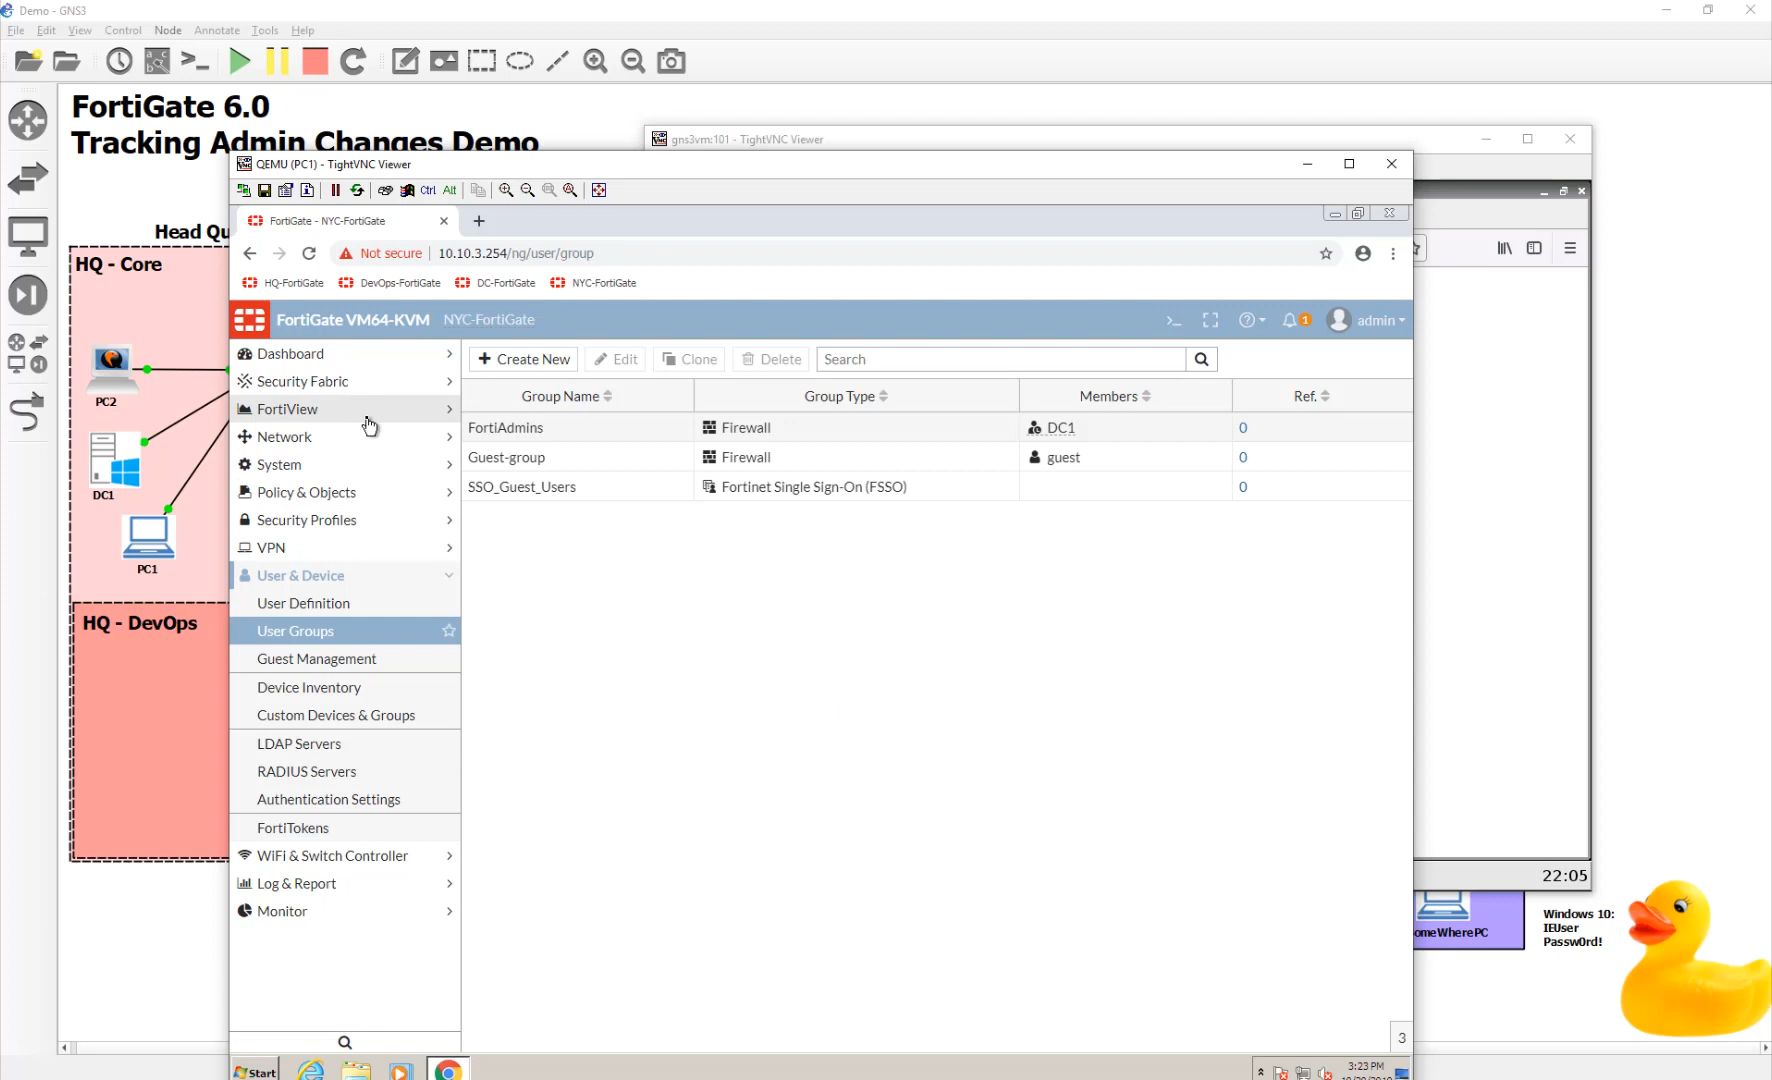 Demo - GNS3
File Edit View Control Node Annotate Tools Help
FortiGate 6.0
Tracking Admin Changes Demo
gns3vm:101 - TightVNC Viewer
QEMU (PC1) - TightVNC Viewer
Ctrl Alt
FortiGate - NYC-FortiGate
Not secure 10.10.3.254/ng/user/group
HQ-FortiGate DevOps-FortiGate DC-FortiGate NYC-FortiGate
FortiGate VM64-KVM NYC-FortiGate
1 admin
Head Qu
HQ - Core
PC2
DC1
PC1
HQ - DevOps
Dashboard
Security Fabric
FortiView
Network
System
Policy & Objects
Security Profiles
VPN
User & Device
User Definition
User Groups
Guest Management
Device Inventory
Custom Devices & Groups
LDAP Servers
RADIUS Servers
Authentication Settings
FortiTokens
WiFi & Switch Controller
Log & Report
Monitor
Create New Edit Clone Delete Search
Group Name Group Type Members Ref.
FortiAdmins Firewall DC1 0
Guest-group Firewall guest 0
SSO_Guest_Users Fortinet Single Sign-On (FSSO) 0
3
22:05
omeWherePC
Windows 10:
IEUser
Passw0rd!
Start
3:23 PM